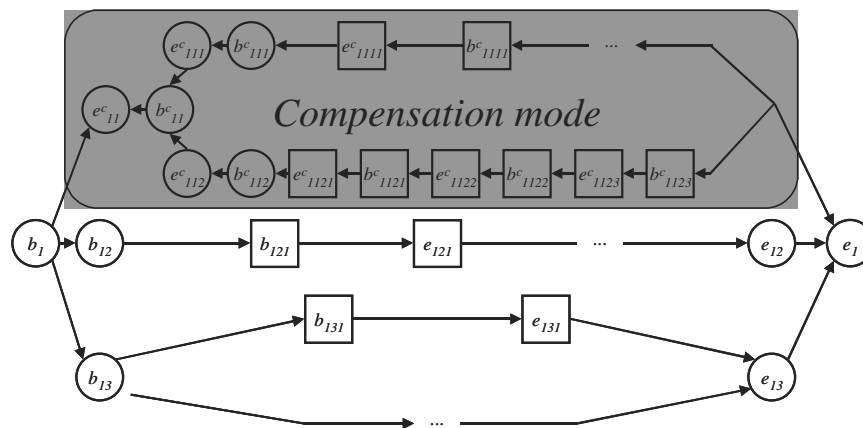 e^c_111 b^c_111 e^c_1111 b^c_1111 ...
e^c_11 b^c_11 Compensation mode
e^c_112 b^c_112 e^c_1121 b^c_1121 e^c_1122 b^c_1122 e^c_1123 b^c_1123
b_1 b_12 b_121 e_121 ... e_12 e_1
b_131 e_131
b_13 e_13
...